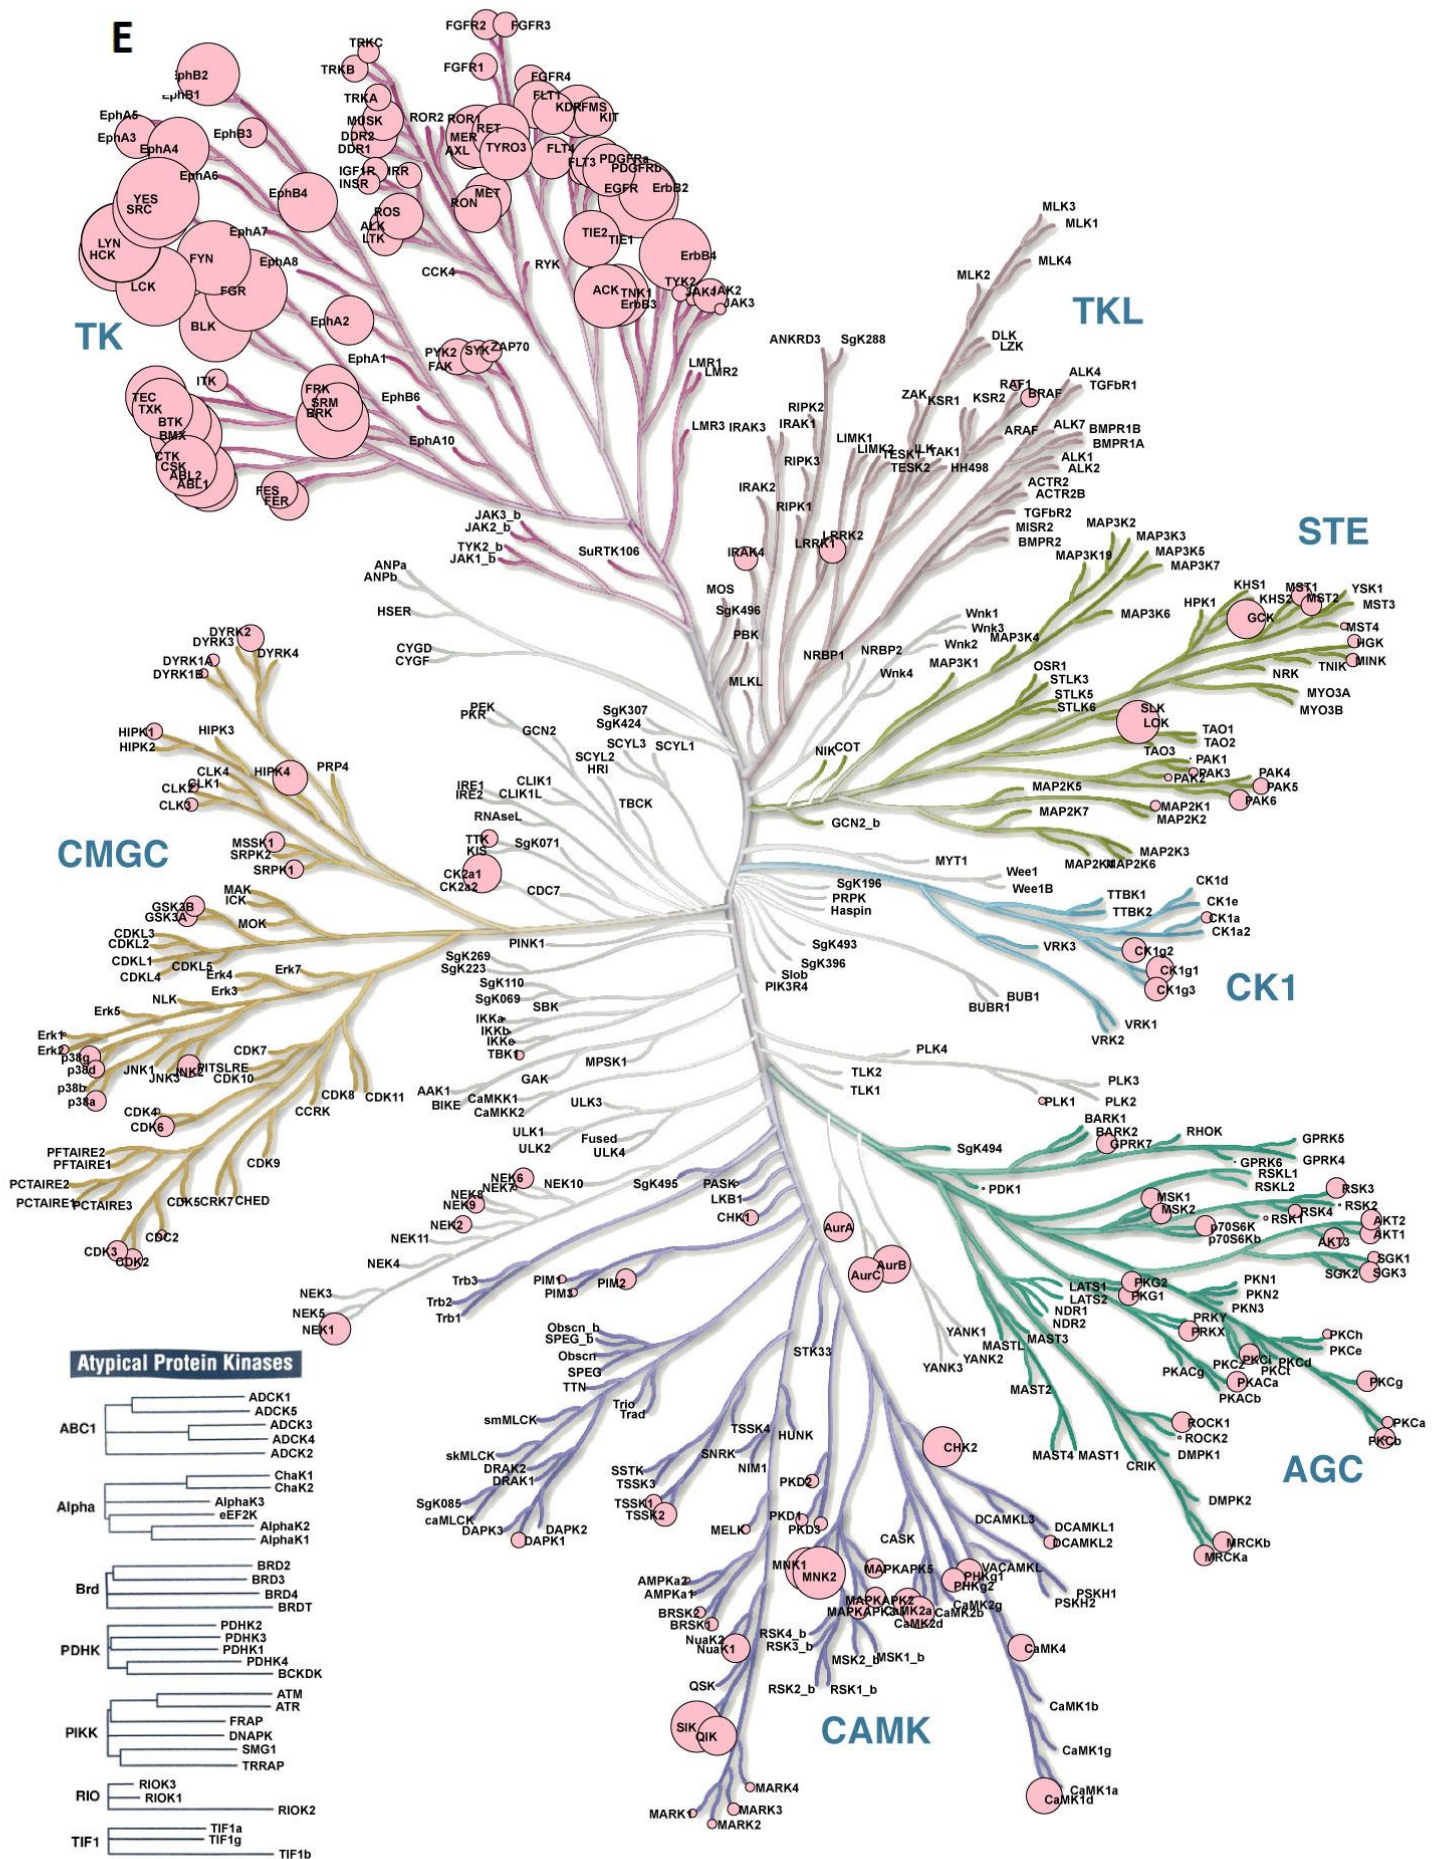 E
FGFR2
FGFR3
TRKC
TRKB
FGFR1
FGFR4
EphB2
EphB1
TRKA
FLT1
KDR
FMS
KIT
EphA5
EphA3
EphB3
EphA4
MUSK
DDR2
DDR1
ROR2
ROR1
RET
MER
AXL
TYRO3
FLT4
FLT3
PDGFRa
PDGFRb
EphA6
EphB4
IGF1R
IRR
INSR
MET
RON
EGFR
ErbB2
YES
SRC
ROS
ALK
LTK
TIE2
TIE1
MLK3
MLK1
LYN
HCK
EphA7
FYN
EphA8
CCK4
RYK
ErbB4
MLK4
MLK2
LCK
FGR
ACK
TNK1
ErbB3
TYK2
JAK1
JAK2
JAK3
TKL
TK
BLK
EphA2
ANKRD3
SgK288
DLK
LZK
EphA1
PYK2
FAK
SYK
ZAP70
LMR1
LMR2
ALK4
TGFbR1
ITK
FRK
SRM
BRK
EphB6
RAF1
BRAF
ZAK
KSR1
KSR2
TEC
TXK
BTK
BMX
EphA10
LMR3
IRAK3
RIPK2
IRAK1
LIMK1
LIMK2
TESK1
ILK
TAK1
TESK2
HH498
ARAF
ALK7
BMPR1B
BMPR1A
CTK
CSK
ABL2
ABL1
RIPK3
ALK1
ALK2
FES
FER
IRAK2
RIPK1
ACTR2
ACTR2B
JAK3_b
JAK2_b
TGFbR2
MISR2
BMPR2
MAP3K2
MAP3K3
STE
TYK2_b
JAK1_b
SuRTK106
IRAK4
LRRK1
LRRK2
MAP3K19
MAP3K5
MAP3K7
ANPa
ANPb
MOS
KHS1
KHS2
MST1
MST2
YSK1
MST3
HSER
SgK496
HPK1
GCK
MAP3K6
Wnk1
Wnk3
Wnk2
MAP3K4
MST4
HGK
PBK
DYRK2
DYRK3
DYRK4
CYGD
CYGF
NRBP1
NRBP2
Wnk4
MAP3K1
OSR1
STLK3
STLK5
STLK6
TNIK
MINK
NRK
DYRK1A
DYRK1B
MLKL
MYO3A
MYO3B
PEK
PKR
SgK307
SgK424
SLK
LOK
TAO1
TAO2
TAO3
HIPK1
HIPK2
HIPK3
GCN2
SCYL3
SCYL1
SCYL2
HRI
NIK
COT
PAK1
PAK3
PAK2
PAK4
PAK5
PAK6
CLK4
CLK1
CLK2
CLK3
HIPK4
PRP4
IRE1
IRE2
CLIK1
CLIK1L
TBCK
MAP2K5
MAP2K7
MAP2K1
MAP2K2
RNAseL
GCN2_b
CMGC
MSSK1
SRPK2
SRPK1
TTK
KIS
SgK071
CK2a1
CK2a2
CDC7
MYT1
MAP2K4
MAP2K6
MAP2K3
Wee1
Wee1B
MAK
ICK
SgK196
PRPK
Haspin
TTBK1
TTBK2
CK1d
CK1e
CK1a
CK1a2
GSK3B
GSK3A
MOK
CDKL3
CDKL2
CDKL1
CDKL5
CDKL4
PINK1
SgK269
SgK223
SgK493
SgK396
Slob
PIK3R4
VRK3
CK1g2
CK1g1
CK1g3
CK1
Erk4
Erk7
Erk3
SgK110
SgK069
SBK
NLK
Erk5
BUB1
BUBR1
VRK1
VRK2
IKKa
IKKb
IKKe
TBK1
Erk1
Erk2
p38g
p38d
p38b
p38a
JNK1
JNK3
JNK2
PITSLRE
CDK7
CDK10
MPSK1
GAK
PLK4
TLK2
TLK1
PLK3
PLK2
PLK1
CDK8
CDK11
CCRK
AAK1
BIKE
CaMKK1
CaMKK2
ULK3
CDK4
CDK6
ULK1
ULK2
Fused
ULK4
BARK1
BARK2
GPRK7
RHOK
GPRK5
GPRK4
GPRK6
PFTAIRE2
PFTAIRE1
PCTAIRE2
PCTAIRE1
PCTAIRE3
CDK9
CDK5
CRK7
CHED
NEK6
NEK7
NEK10
NEK8
NEK9
NEK2
NEK11
SgK495
PASK
LKB1
CHK1
SgK494
PDK1
RSKL1
RSKL2
MSK1
MSK2
RSK3
RSK2
RSK4
RSK1
p70S6K
p70S6Kb
AKT2
AKT1
AKT3
CDC2
CDK3
CDK2
AurA
AurB
AurC
NEK4
SGK1
SGK2
SGK3
Trb3
Trb2
Trb1
PIM1
PIM3
PIM2
NEK3
NEK5
NEK1
LATS1
LATS2
NDR1
NDR2
PKG2
PKG1
PKN1
PKN2
PKN3
PRKY
PRKX
Obscn_b
SPEG_b
Obscn
SPEG
TTN
STK33
YANK1
YANK2
YANK3
MASTL
MAST3
MAST2
PKCh
PKCe
PKCz
PKCi
PKCd
PKCt
PKACg
PKACa
PKACb
PKCg
PKCa
PKCb
Atypical Protein Kinases
ADCK1
ADCK5
ABC1
ADCK3
ADCK4
ADCK2
Trio
Trad
smMLCK
skMLCK
DRAK2
DRAK1
TSSK4
HUNK
SNRK
NIM1
CHK2
ROCK1
ROCK2
DMPK1
MAST4
MAST1
CRIK
AGC
ChaK1
ChaK2
Alpha
AlphaK3
eEF2K
AlphaK2
AlphaK1
SgK085
caMLCK
DAPK3
DAPK2
DAPK1
SSTK
TSSK3
TSSK1
TSSK2
PKD2
PKD1
PKD3
MELK
DMPK2
DCAMKL3
DCAMKL1
DCAMKL2
CASK
MRCKb
MRCKa
BRD2
BRD3
Brd
BRD4
BRDT
MNK1
MNK2
MAPKAPK5
VACAMKL
PHKg1
PHKg2
PSKH1
PSKH2
AMPKa2
AMPKa1
BRSK2
BRSK1
MAPKAPK2
MAPKAPK3
CaMK2a
CaMK2g
CaMK2b
CaMK2d
PDHK2
PDHK3
PDHK
PDHK1
PDHK4
BCKDK
NuaK2
NuaK1
RSK4_b
RSK3_b
MSK2_b
MSK1_b
CaMK4
QSK
RSK2_b
RSK1_b
ATM
ATR
PIKK
FRAP
DNAPK
SMG1
TRRAP
SIK
QIK
CAMK
CaMK1b
CaMK1g
CaMK1a
CaMK1d
RIOK3
RIO
RIOK1
RIOK2
MARK4
MARK1
MARK3
MARK2
TIF1a
TIF1
TIF1g
TIF1b